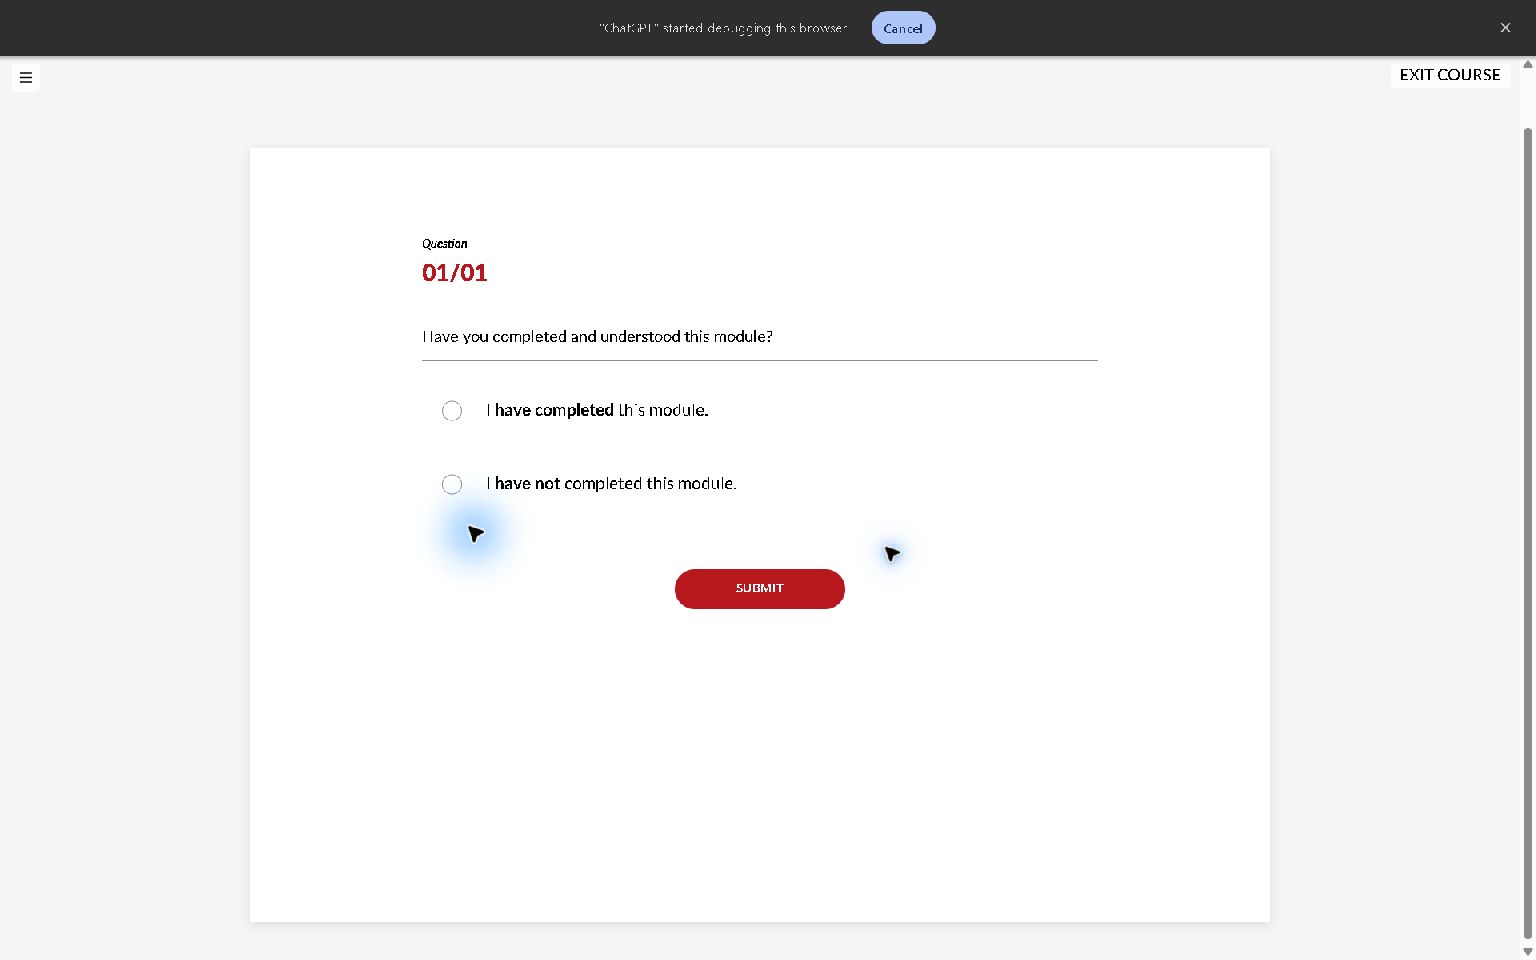 "ChatGPT" started debugging this browser
Cancel
EXIT COURSE
Question
01/01
Have you completed and understood this module?
I have completed this module.
I have not completed this module.
SUBMIT